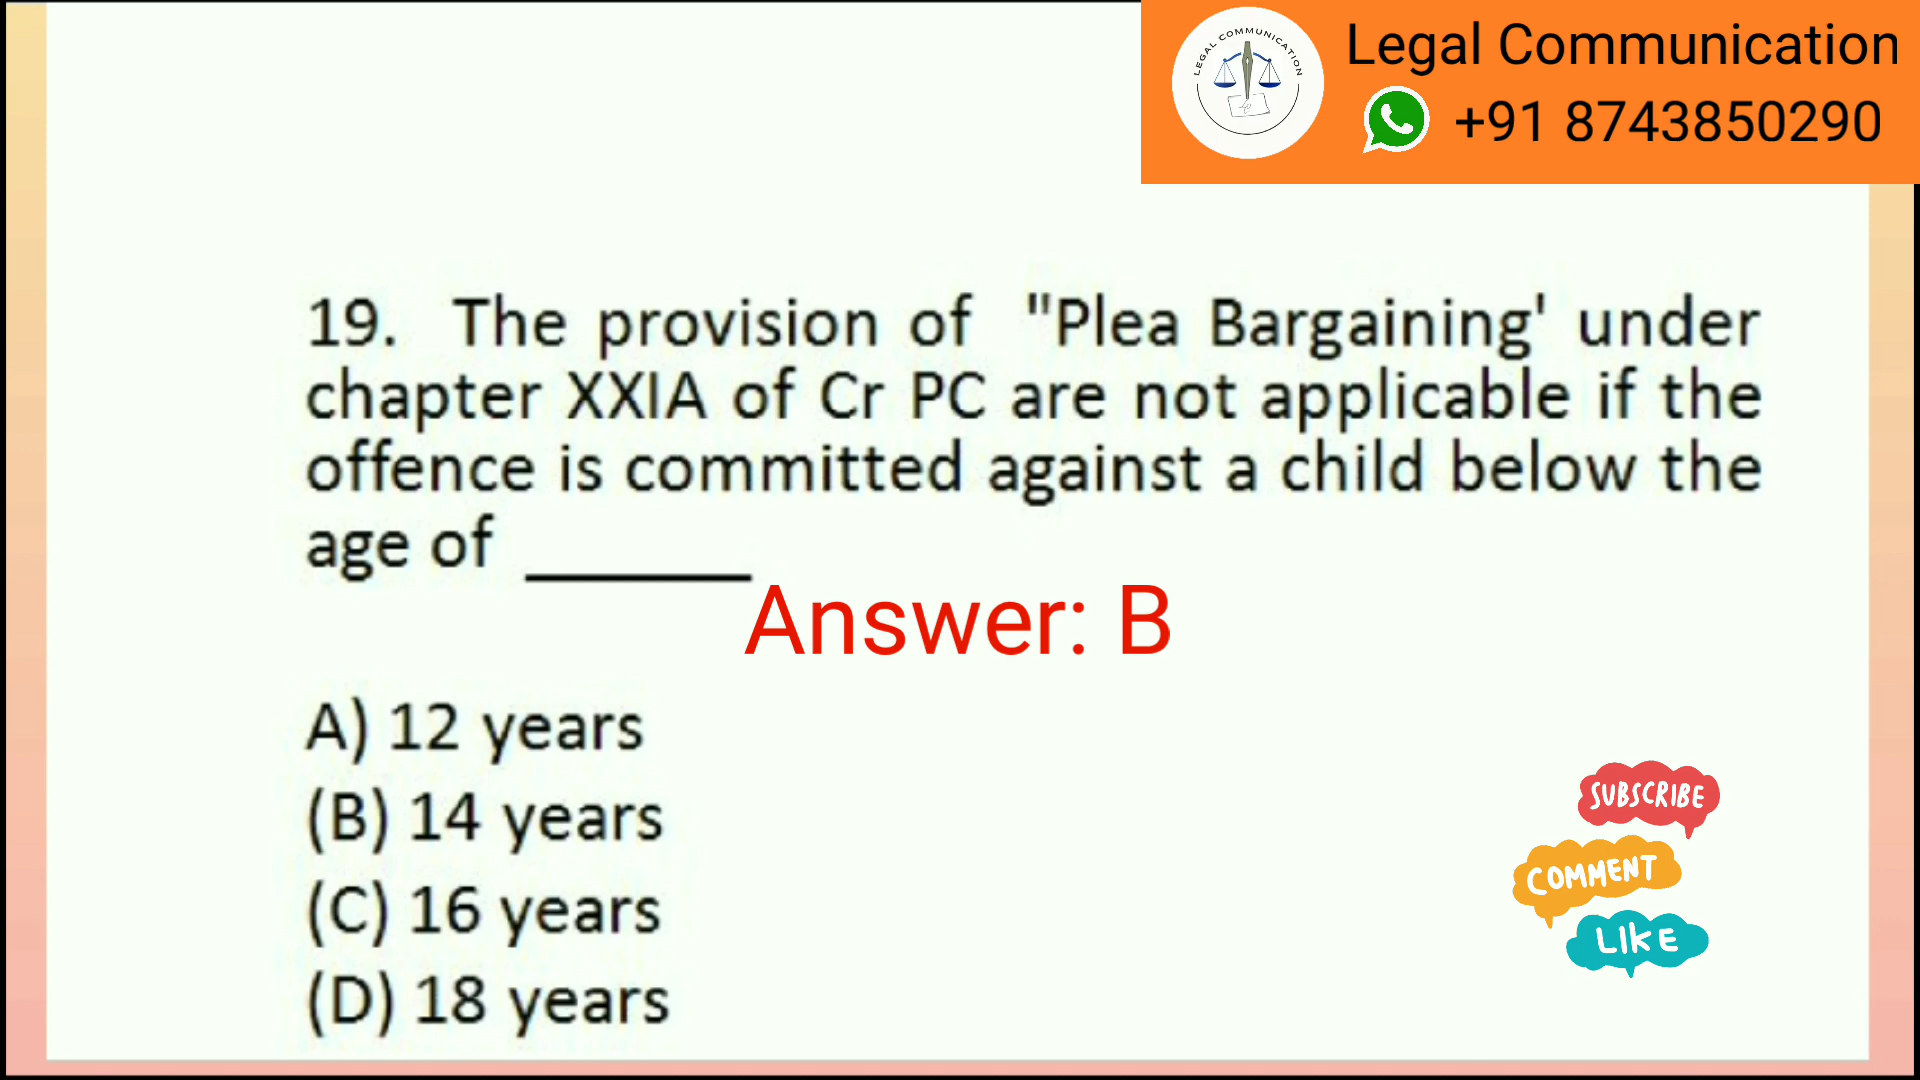 LEGAL COMMUNICATION
Legal Communication
+91 8743850290
19. The provision of "Plea Bargaining' under
chapter XXIA of Cr PC are not applicable if the
offence is committed against a child below the
age of ______
Answer: B
A) 12 years
(B) 14 years
(C) 16 years
(D) 18 years
SUBSCRIBE
COMMENT
LIKE